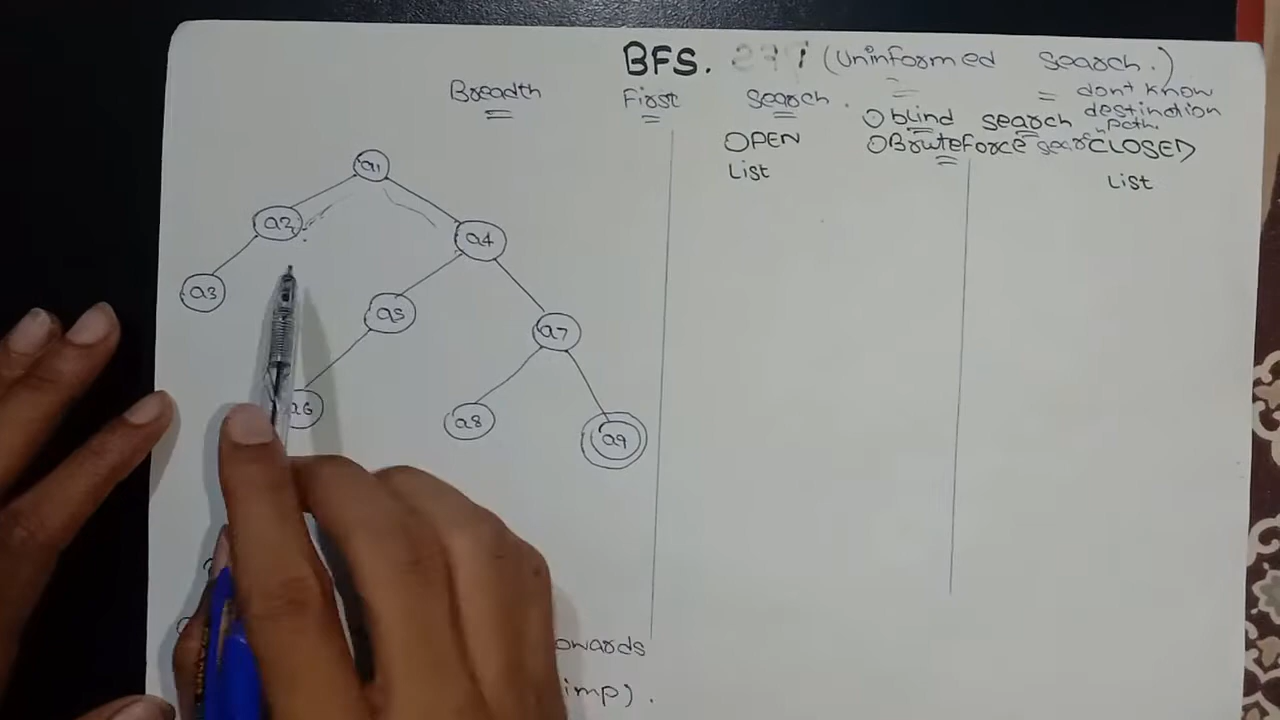 BFS. (Uninformed Search.)
Breadth First Search.
= don't know
destination
path.
○ blind search
○ Bruteforce search
OPEN
List
CLOSED
List
a1
a2
a4
a3
a5
a7
a6
a8
a9
owards
imp).